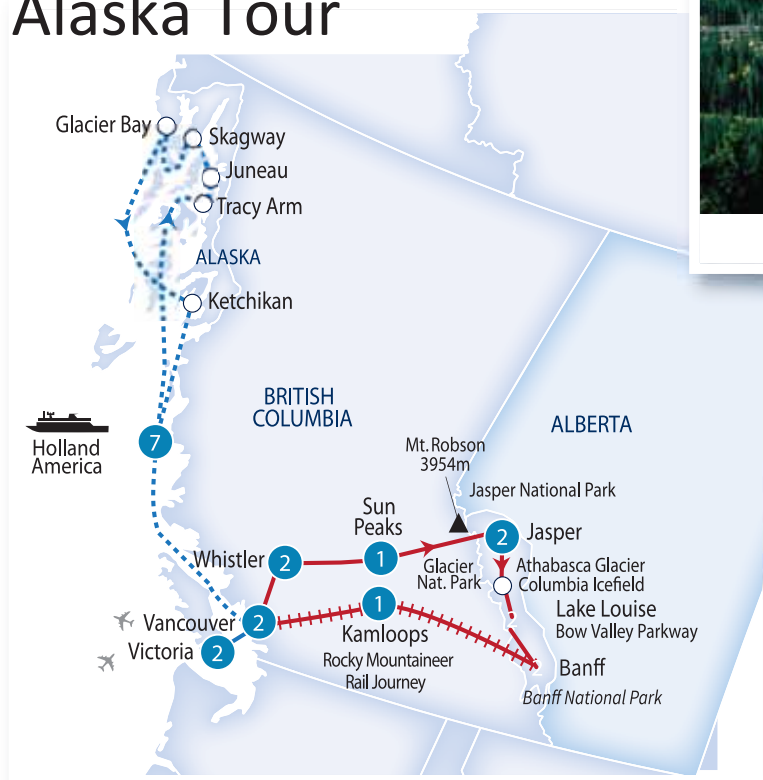 Alaska Tour
Glacier Bay
Skagway
Juneau
Tracy Arm
ALASKA
Ketchikan
BRITISH
COLUMBIA
ALBERTA
Holland
America
7
Mt. Robson
3954m
Jasper National Park
Sun
Peaks
Jasper
2
Whistler
2
1
Glacier
Nat. Park
Athabasca Glacier
Columbia Icefield
Lake Louise
Bow Valley Parkway
2
Vancouver
2
1
Kamloops
Victoria
2
Rocky Mountaineer
Rail Journey
Banff
2
Banff National Park